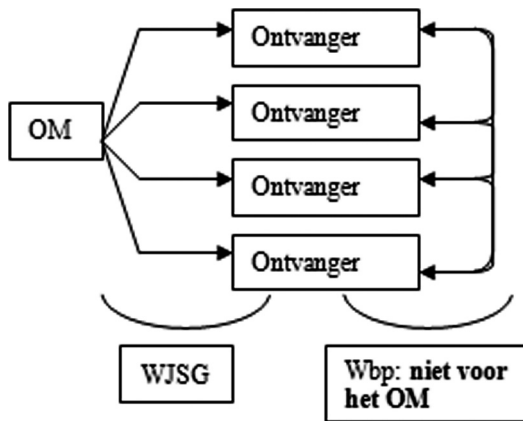 Ontvanger
Ontvanger
OM
Ontvanger
Ontvanger
WJSG
Wbp: niet voor
het OM